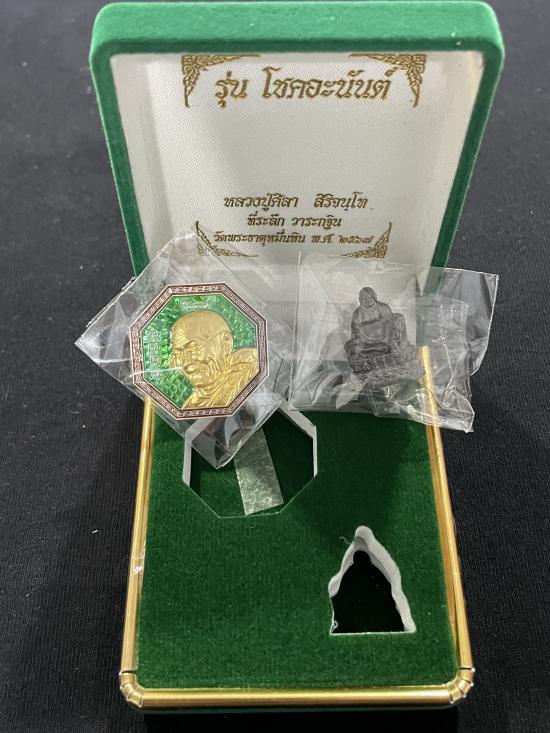 รุ่น โชคอะนันต์
หลวงปู่ศิลา สิริจนฺโท
ที่ระลึก วาระกฐิน
วัดพระธาตุหมื่นหิน พ.ศ. ๒๕๖๗